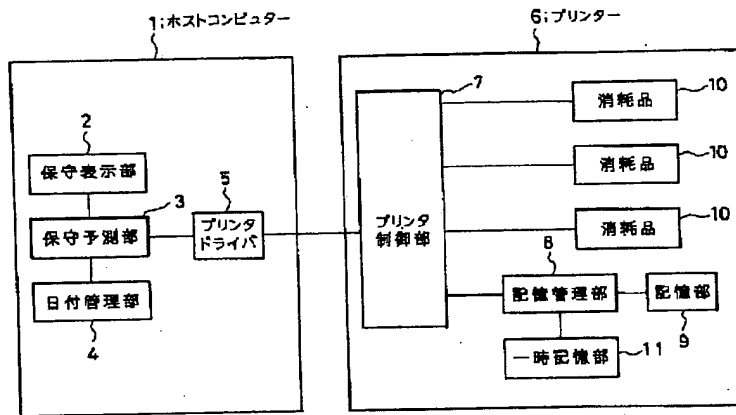 1;ホストコンピューター
6;プリンター
7
消耗品
10
2
保守表示部
消耗品
10
5
3
保守予測部
プリンタ
ドライバ
プリンタ
制御部
消耗品
10
8
日付管理部
4
記憶管理部
記憶部
9
一時記憶部
11